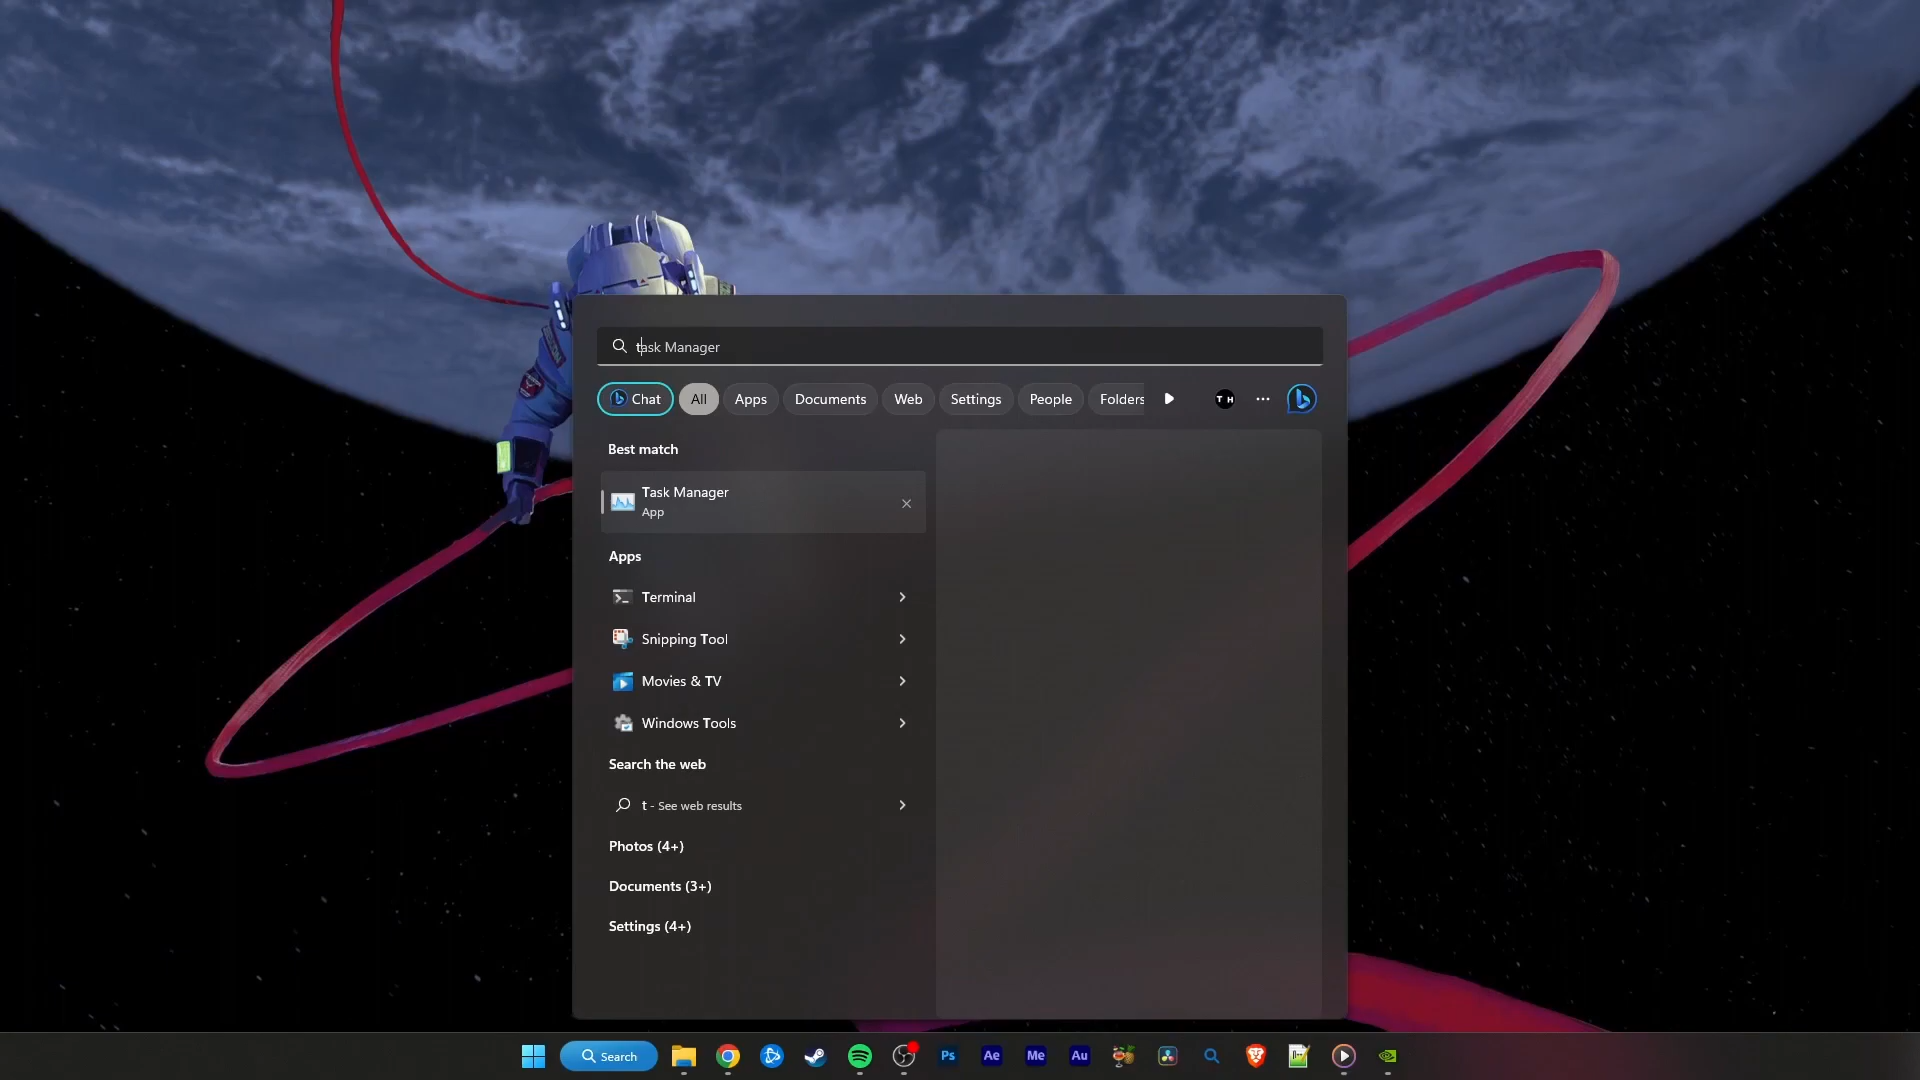 task Manager
Chat All Apps Documents Web Settings People Folders T H
Best match
Task Manager
App
Apps
Terminal
Snipping Tool
Movies & TV
Windows Tools
Search the web
t - See web results
Photos (4+)
Documents (3+)
Settings (4+)
Search Ps Ae Me Au